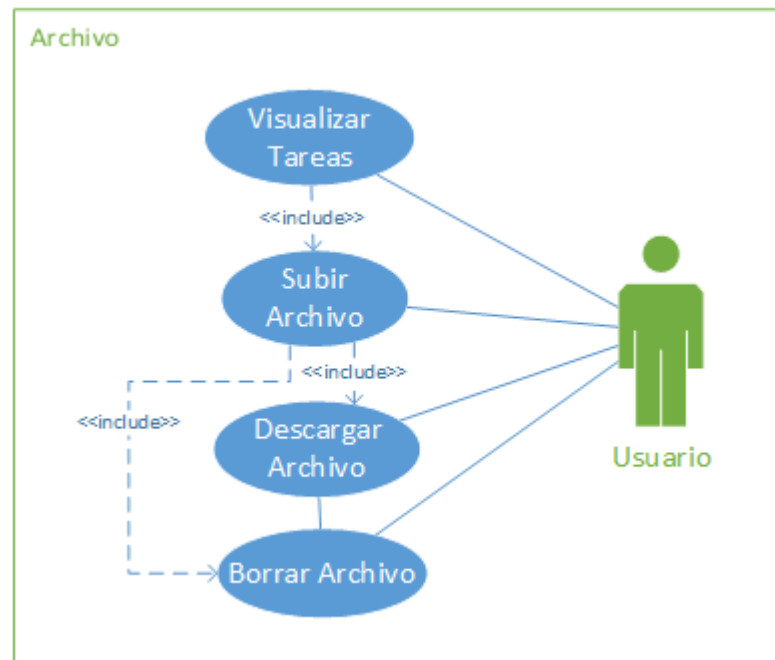 Archivo
Visualizar
Tareas
<<include>>
Subir
Archivo
<<include>>
<<include>>
Descargar
Archivo
Usuario
Borrar Archivo